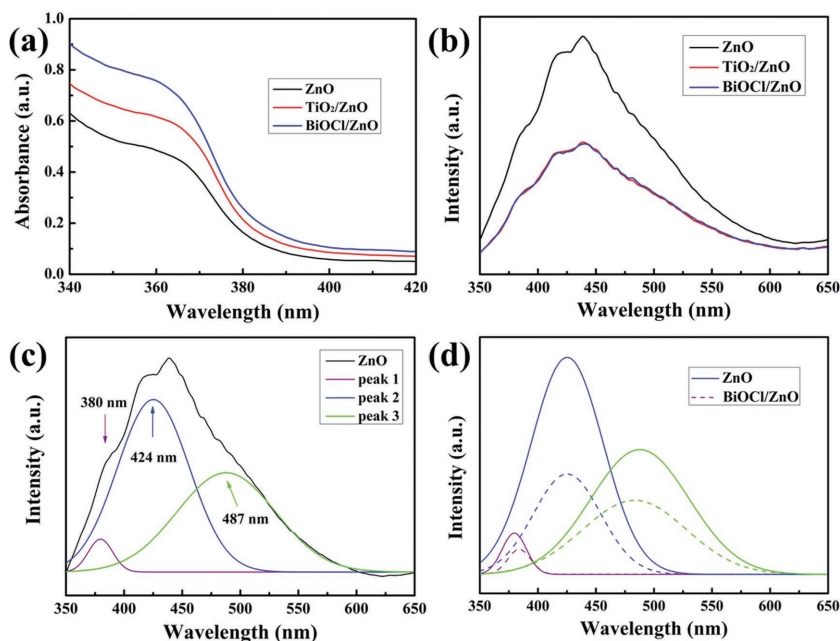 (a)
1.0
0.8
0.6
0.4
0.2
0.0
Absorbance (a.u.)
ZnO
TiO₂/ZnO
BiOCl/ZnO
340 360 380 400 420
Wavelength (nm)
(b)
Intensity (a.u.)
ZnO
TiO₂/ZnO
BiOCl/ZnO
350 400 450 500 550 600 650
Wavelength (nm)
(c)
Intensity (a.u.)
380 nm
424 nm
487 nm
ZnO
peak 1
peak 2
peak 3
350 400 450 500 550 600 650
Wavelength (nm)
(d)
Intensity (a.u.)
ZnO
BiOCl/ZnO
350 400 450 500 550 600 650
Wavelength (nm)